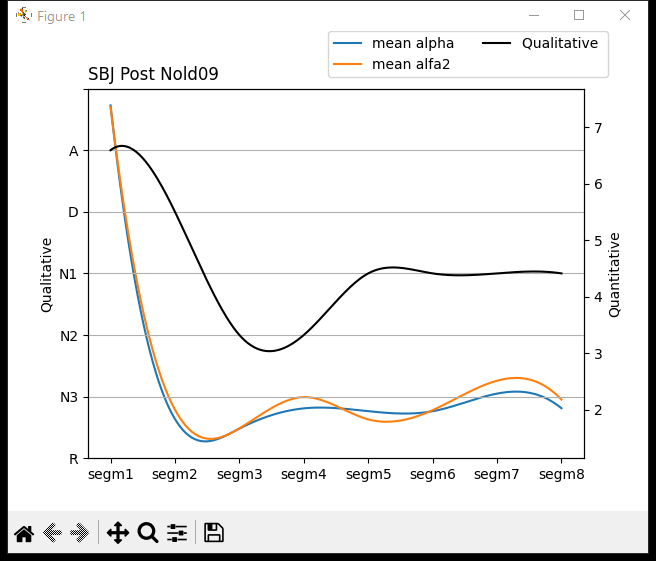 Figure 1
mean alpha
mean alfa2
Qualitative
SBJ Post Nold09
Qualitative
A
D
N1
N2
N3
R
7
6
5
4
3
2
Quantitative
segm1 segm2 segm3 segm4 segm5 segm6 segm7 segm8